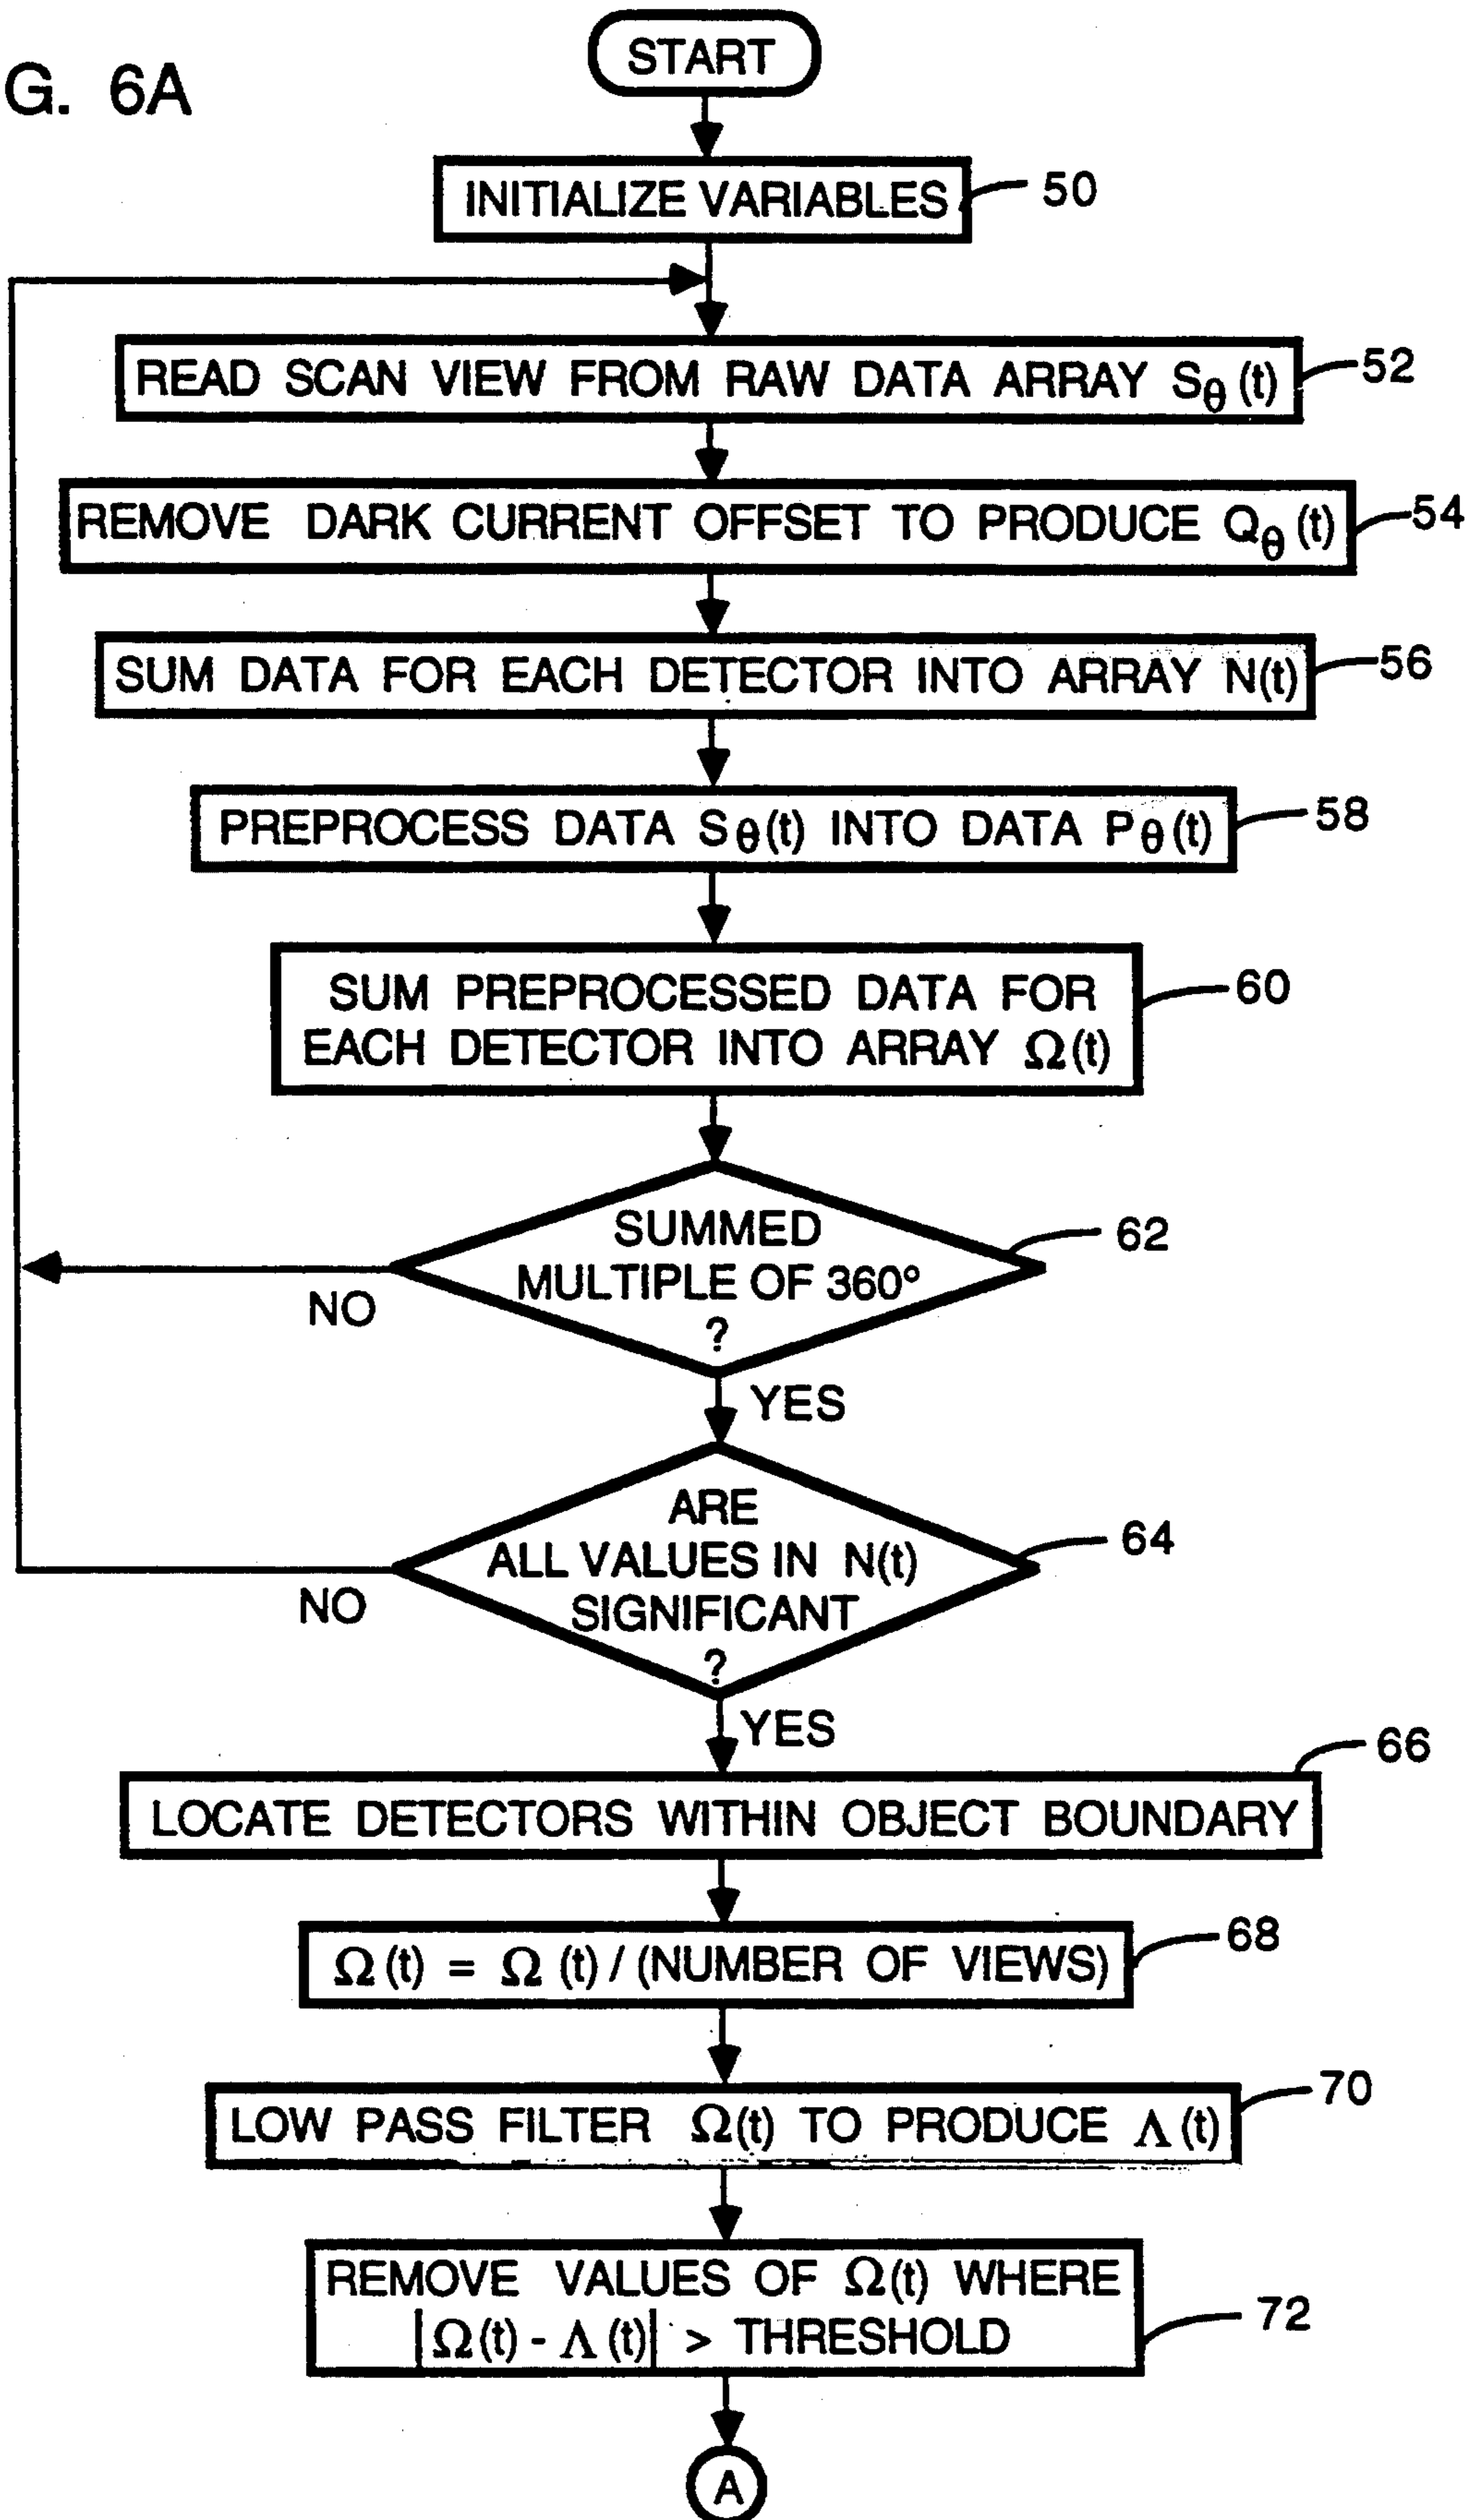 G. 6A
START
INITIALIZE VARIABLES
50
READ SCAN VIEW FROM RAW DATA ARRAY Sθ (t)
52
REMOVE DARK CURRENT OFFSET TO PRODUCE Qθ (t)
54
SUM DATA FOR EACH DETECTOR INTO ARRAY N(t)
56
PREPROCESS DATA Sθ(t) INTO DATA Pθ(t)
58
SUM PREPROCESSED DATA FOR
EACH DETECTOR INTO ARRAY Ω(t)
60
SUMMED
MULTIPLE OF 360°
?
62
NO
YES
ARE
ALL VALUES IN N(t)
SIGNIFICANT
?
64
NO
YES
66
LOCATE DETECTORS WITHIN OBJECT BOUNDARY
Ω(t) = Ω (t) / (NUMBER OF VIEWS)
68
LOW PASS FILTER Ω(t) TO PRODUCE Λ(t)
70
REMOVE VALUES OF Ω(t) WHERE
|Ω(t) - Λ (t)| > THRESHOLD
72
A